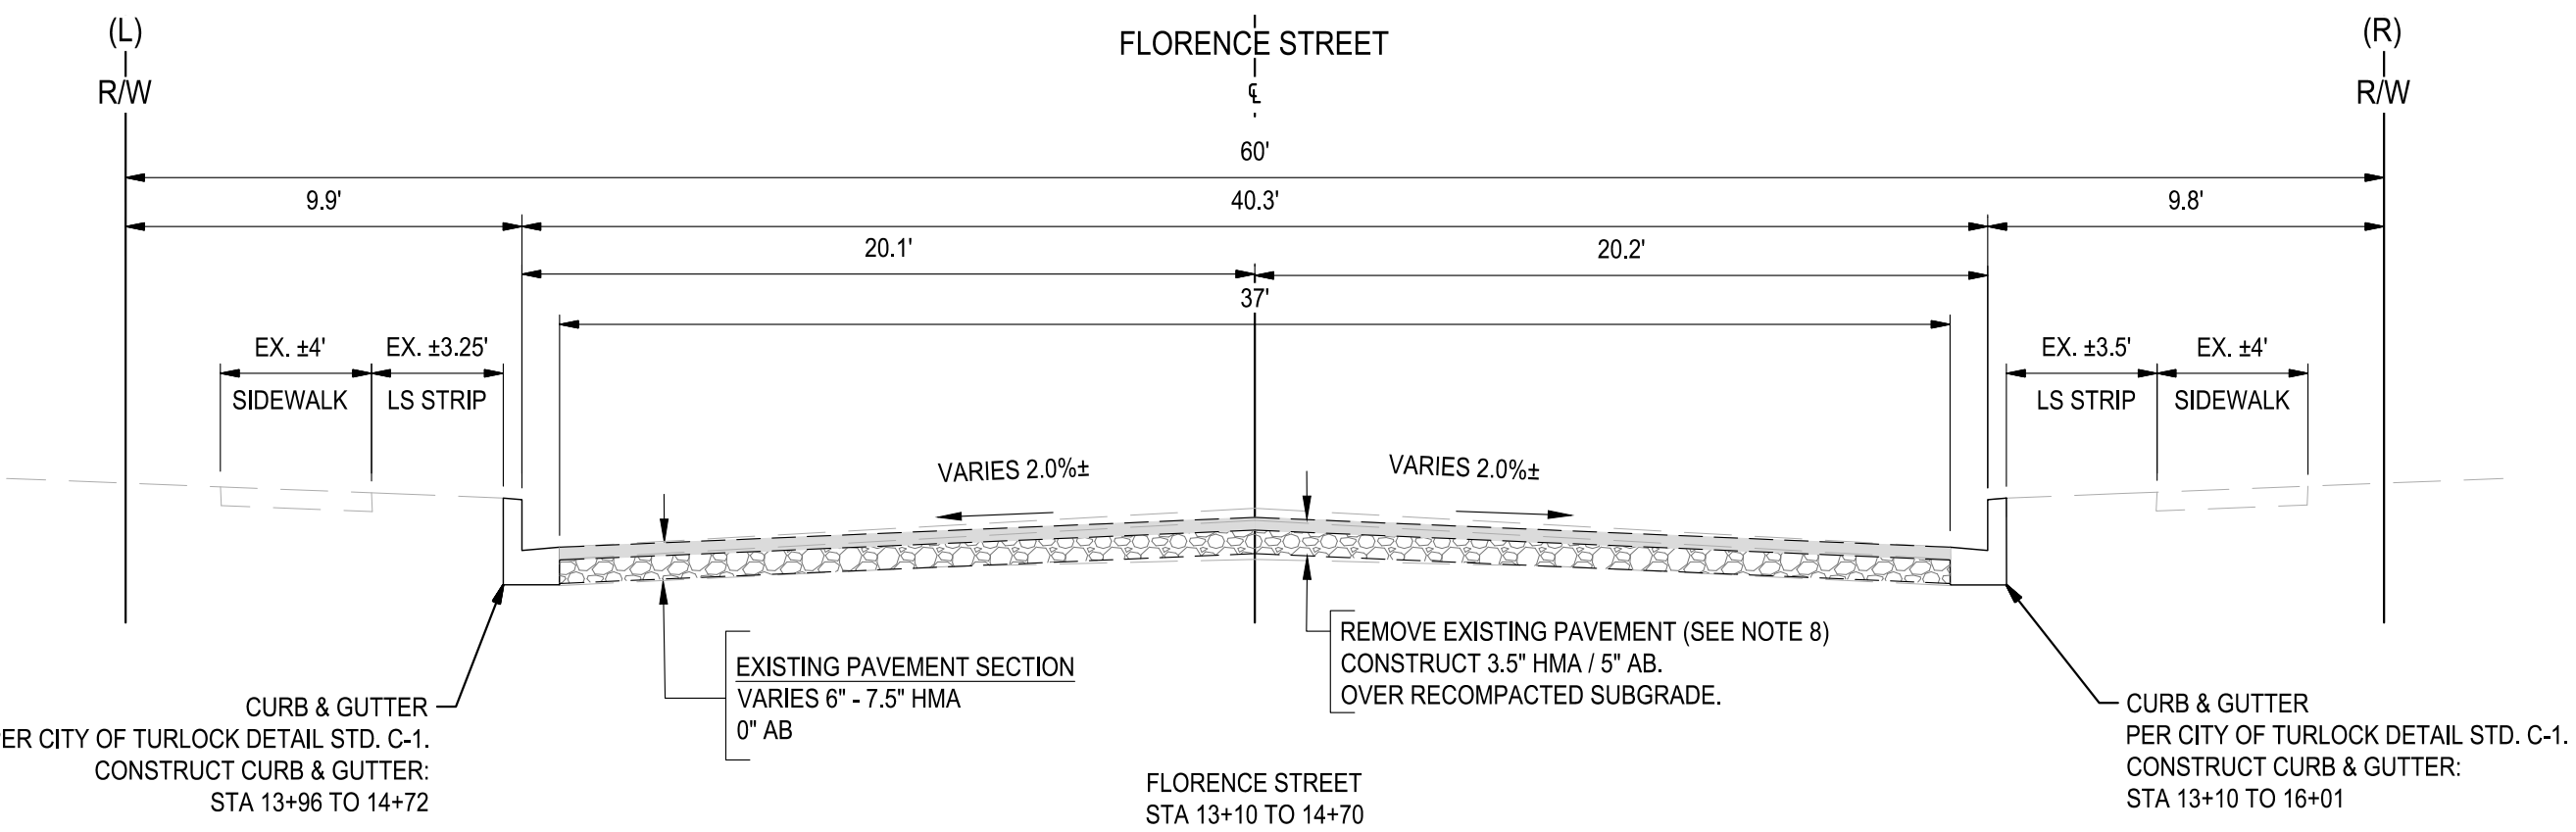 (L)
FLORENCE STREET
(R)
R/W
℄
R/W
60'
9.9'
40.3'
9.8'
20.1'
20.2'
37'
EX. ±4'
EX. ±3.25'
EX. ±3.5'
EX. ±4'
SIDEWALK
LS STRIP
LS STRIP
SIDEWALK
VARIES 2.0%±
VARIES 2.0%±
EXISTING PAVEMENT SECTION
VARIES 6" - 7.5" HMA
0" AB
REMOVE EXISTING PAVEMENT (SEE NOTE 8)
CONSTRUCT 3.5" HMA / 5" AB.
OVER RECOMPACTED SUBGRADE.
CURB & GUTTER
PER CITY OF TURLOCK DETAIL STD. C-1.
CONSTRUCT CURB & GUTTER:
STA 13+96 TO 14+72
CURB & GUTTER
PER CITY OF TURLOCK DETAIL STD. C-1.
CONSTRUCT CURB & GUTTER:
STA 13+10 TO 16+01
FLORENCE STREET
STA 13+10 TO 14+70